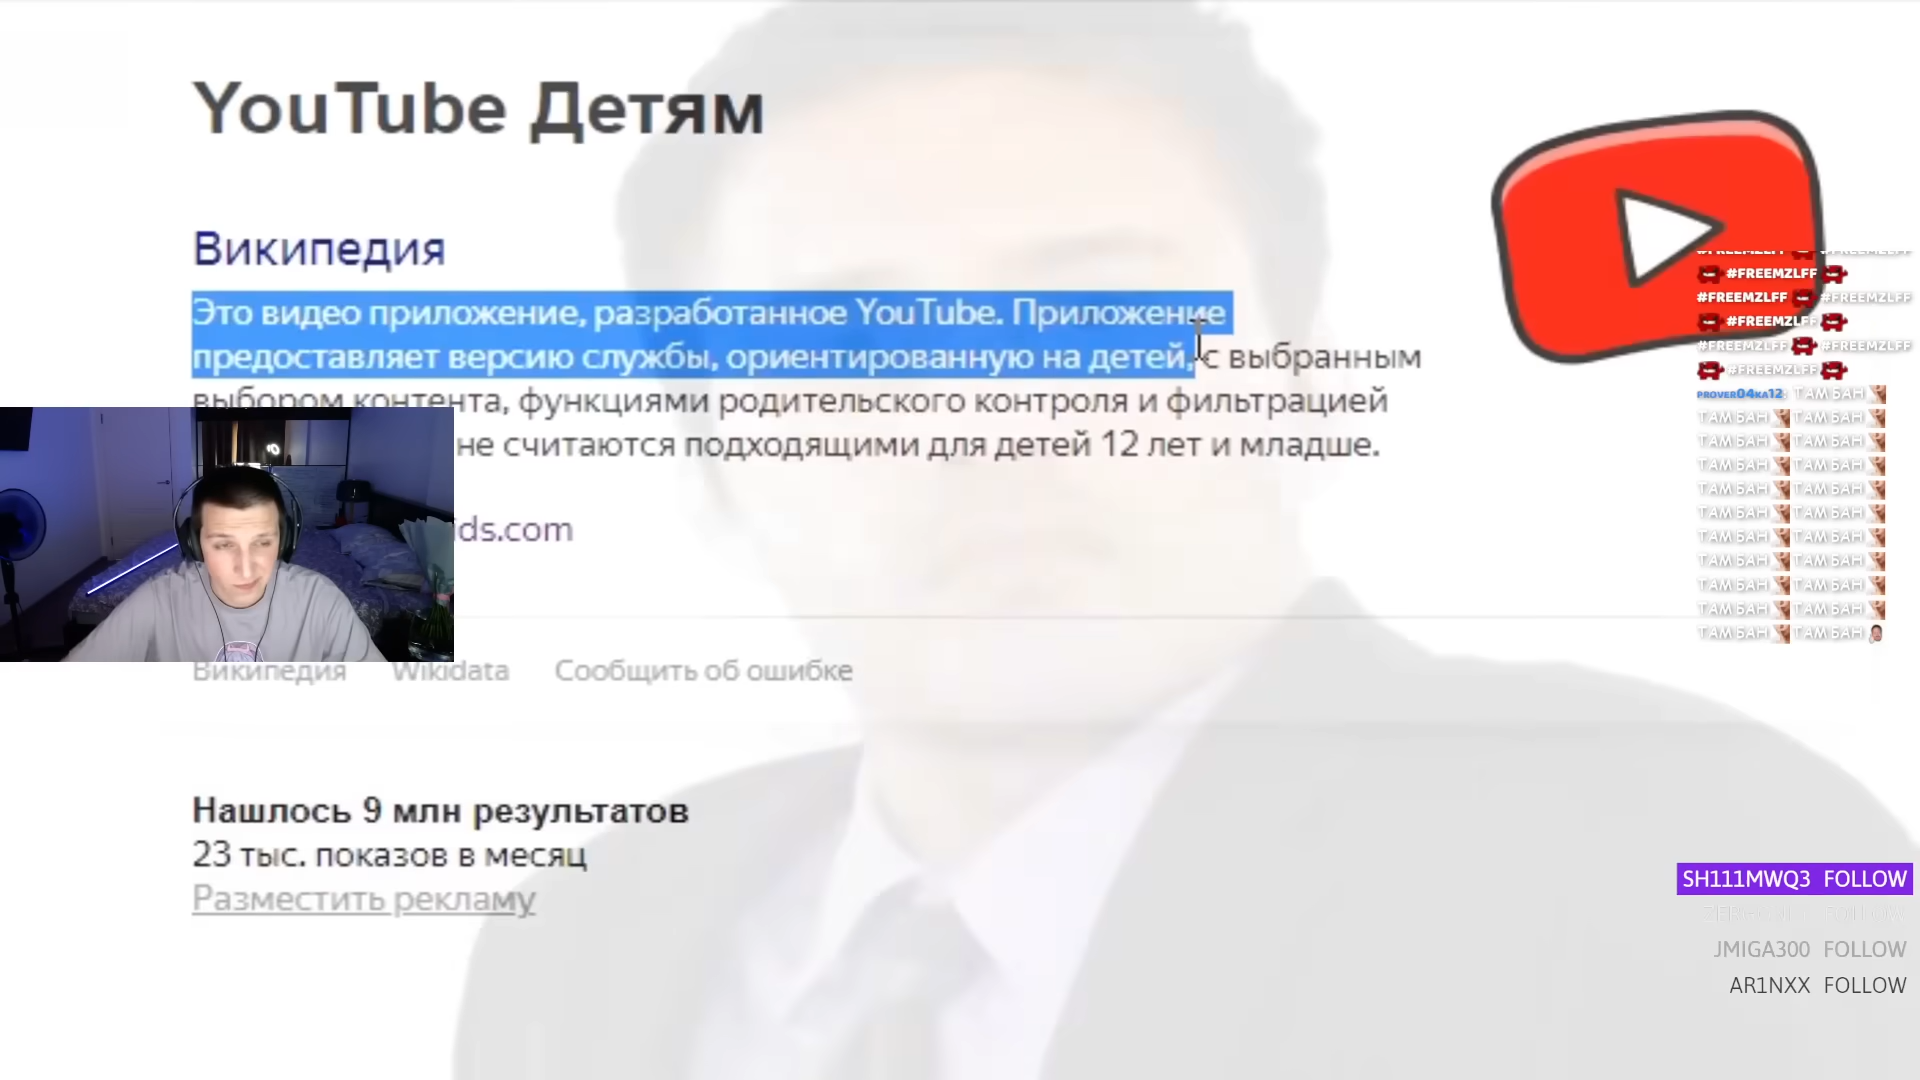 YouTube Детям
Википедия
Это видео приложение, разработанное YouTube. Приложение
предоставляет версию службы, ориентированную на детей, с выбранным
выбором контента, функциями родительского контроля и фильтрацией
не считаются подходящими для детей 12 лет и младше.
ids.com
Википедия Wikidata Сообщить об ошибке
Нашлось 9 млн результатов
23 тыс. показов в месяц
Разместить рекламу
#FREEMZLFF #FREEMZLFF
#FREEMZLFF
#FREEMZLFF #FREEMZLFF
#FREEMZLFF
#FREEMZLFF #FREEMZLFF
#FREEMZLFF
PROVER04KA12: ТАМ БАН
ТАМ БАН ТАМ БАН
ТАМ БАН ТАМ БАН
ТАМ БАН ТАМ БАН
ТАМ БАН ТАМ БАН
ТАМ БАН ТАМ БАН
ТАМ БАН ТАМ БАН
ТАМ БАН ТАМ БАН
ТАМ БАН ТАМ БАН
ТАМ БАН ТАМ БАН
ТАМ БАН ТАМ БАН
SH111MWQ3 FOLLOW
FOLLOW
JMIGA300 FOLLOW
AR1NXX FOLLOW